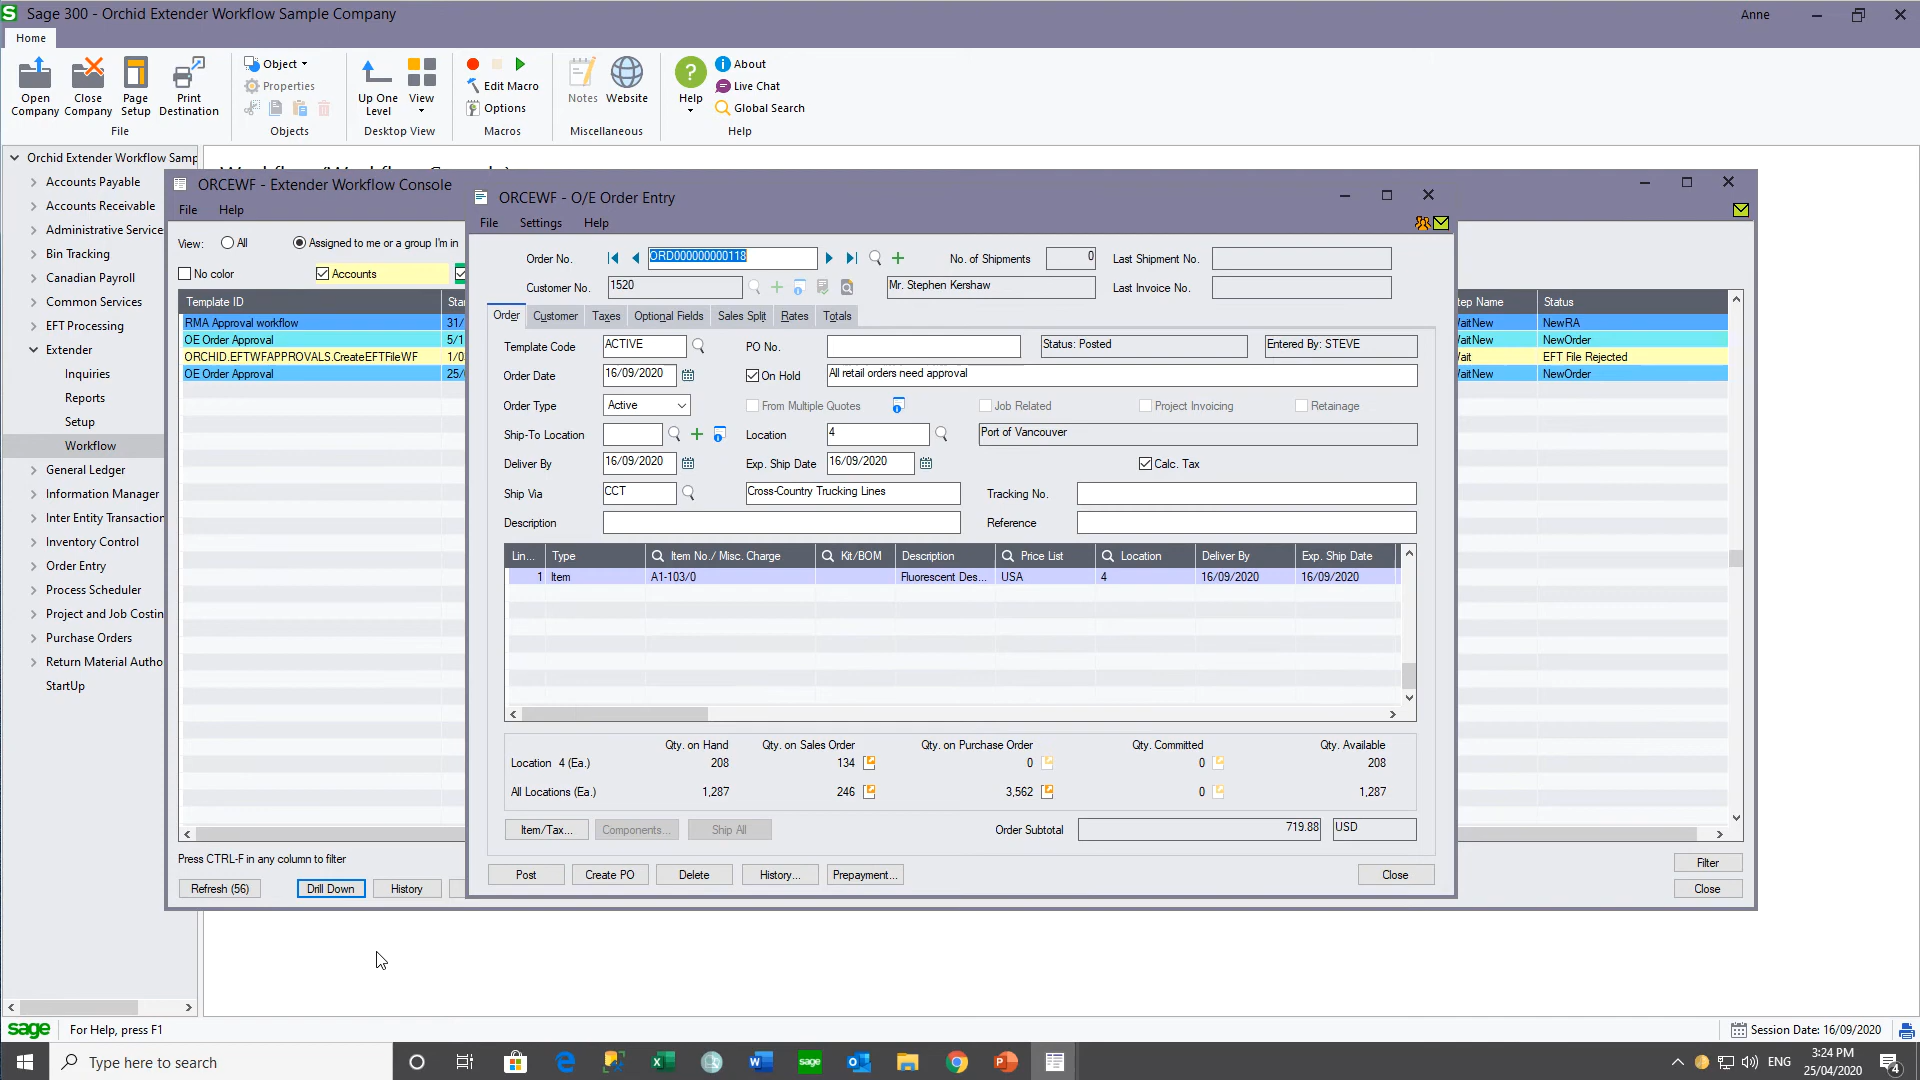 Sage 300 - Orchid Extender Workflow Sample Company
Anne
Home
Open Company
Close Company
Page Setup
Print Destination
File
Object
Properties
Objects
Up One Level
View
Desktop View
Edit Macro
Options
Macros
Notes
Website
Miscellaneous
Help
About
Live Chat
Global Search
Help
Orchid Extender Workflow Samp
Accounts Payable
Accounts Receivable
Administrative Service
Bin Tracking
Canadian Payroll
Common Services
EFT Processing
Extender
Inquiries
Reports
Setup
Workflow
General Ledger
Information Manager
Inter Entity Transaction
Inventory Control
Order Entry
Process Scheduler
Project and Job Costin
Purchase Orders
Return Material Autho
StartUp
ORCEWF - Extender Workflow Console
File Help
View: All Assigned to me or a group I'm in
No color Accounts
Template ID Sta
RMA Approval workflow 31/
OE Order Approval 5/1
ORCHID.EFTWFAPPROVALS.CreateEFTFileWF 1/0
OE Order Approval 25/
tep Name Status
aitNew NewRA
aitNew NewOrder
ait EFT File Rejected
aitNew NewOrder
Press CTRL-F in any column to filter
Refresh (56) Drill Down History
Filter
Close
ORCEWF - O/E Order Entry
File Settings Help
Order No. ORD000000000118 No. of Shipments 0 Last Shipment No.
Customer No. 1520 Mr. Stephen Kershaw Last Invoice No.
Order Customer Taxes Optional Fields Sales Split Rates Totals
Template Code ACTIVE PO No. Status: Posted Entered By: STEVE
Order Date 16/09/2020 On Hold All retail orders need approval
Order Type Active From Multiple Quotes Job Related Project Invoicing Retainage
Ship-To Location Location 4 Port of Vancouver
Deliver By 16/09/2020 Exp. Ship Date 16/09/2020 Calc. Tax
Ship Via CCT Cross-Country Trucking Lines Tracking No.
Description Reference
Lin... Type Item No./ Misc. Charge Kit/BOM Description Price List Location Deliver By Exp. Ship Date
1 Item A1-103/0 Fluorescent Des... USA 4 16/09/2020 16/09/2020
Qty. on Hand Qty. on Sales Order Qty. on Purchase Order Qty. Committed Qty. Available
Location 4 (Ea.) 208 134 0 0 208
All Locations (Ea.) 1,287 246 3,562 0 1,287
Item/Tax... Components... Ship All Order Subtotal 719.88 USD
Post Create PO Delete History... Prepayment... Close
sage For Help, press F1
Session Date: 16/09/2020
Type here to search
sage
ENG
3:24 PM
25/04/2020
4